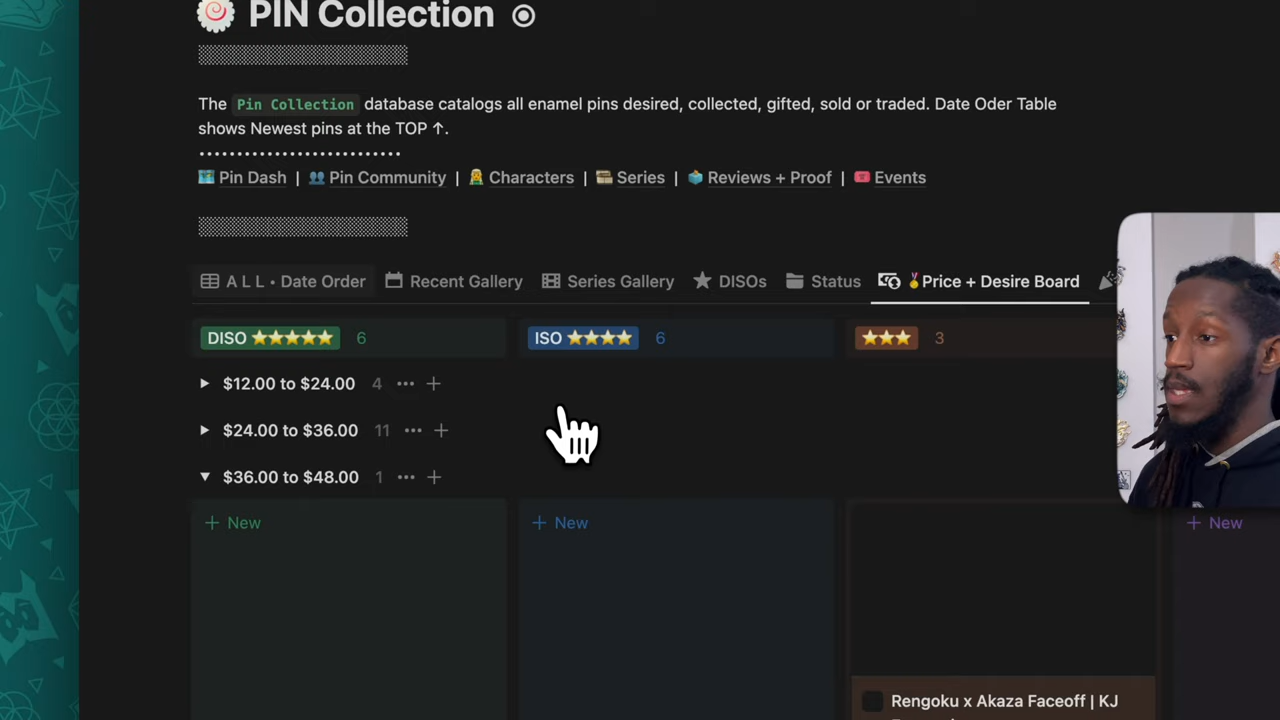 PIN Collection
The Pin Collection database catalogs all enamel pins desired, collected, gifted, sold or traded. Date Oder Table
shows Newest pins at the TOP ↑.
Pin Dash | Pin Community | Characters | Series | Reviews + Proof | Events
A L L • Date Order Recent Gallery Series Gallery DISOs Status Price + Desire Board
DISO ⭐⭐⭐⭐⭐ 6 ISO ⭐⭐⭐⭐ 6 ⭐⭐⭐ 3
$12.00 to $24.00 4
$24.00 to $36.00 11
$36.00 to $48.00 1
+ New + New + New
Rengoku x Akaza Faceoff | KJ